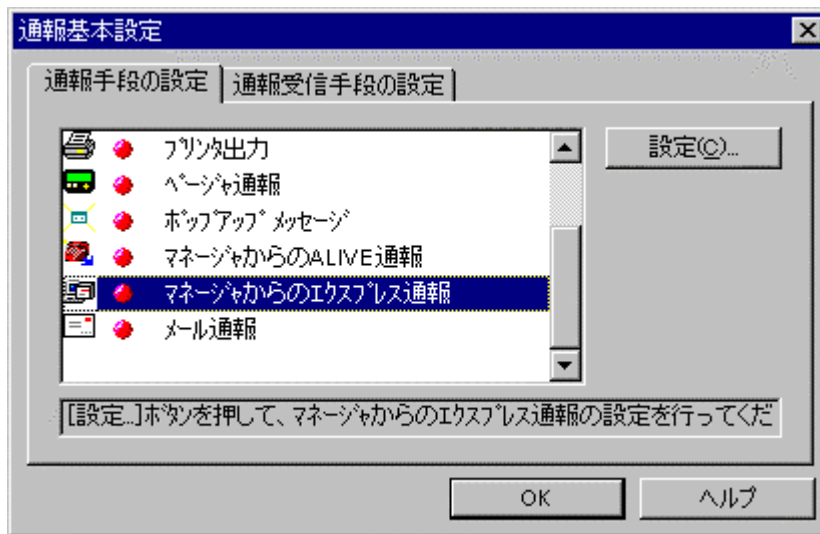 通報基本設定
通報手段の設定 通報受信手段の設定
ﾌﾟﾘﾝﾀ出力
設定(C)...
ﾍﾟｰｼﾞｬ通報
ﾎﾟｯﾌﾟｱｯﾌﾟ ﾒｯｾｰｼﾞ
ﾏﾈｰｼﾞｬからのALIVE通報
ﾏﾈｰｼﾞｬからのｴｸｽﾌﾟﾚｽ通報
ﾒｰﾙ通報
[設定...]ﾎﾞﾀﾝを押して、ﾏﾈｰｼﾞｬからのｴｸｽﾌﾟﾚｽ通報の設定を行ってくだ
OK ヘルプ